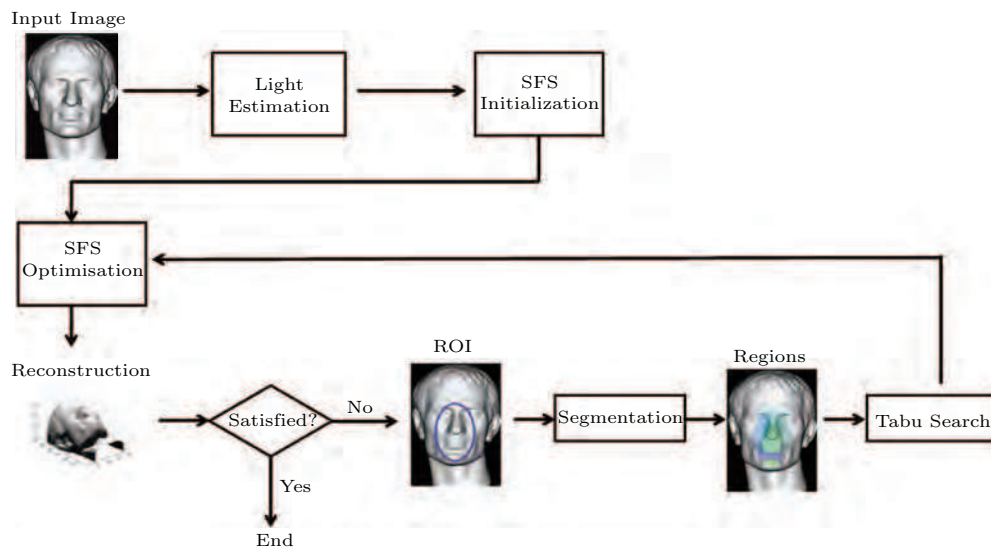 Input Image
Light
Estimation
SFS
Initialization
SFS
Optimisation
Reconstruction
Satisfied?
No
Yes
End
ROI
Segmentation
Regions
Tabu Search